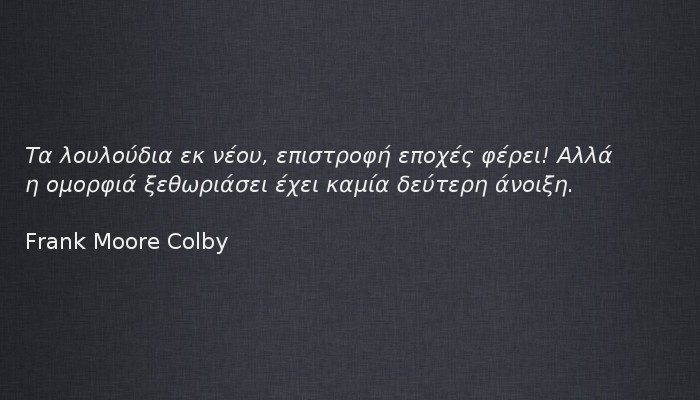 Τα λουλούδια εκ νέου, επιστροφή εποχές φέρει! Αλλά
η ομορφιά ξεθωριάσει έχει καμία δεύτερη άνοιξη.
Frank Moore Colby